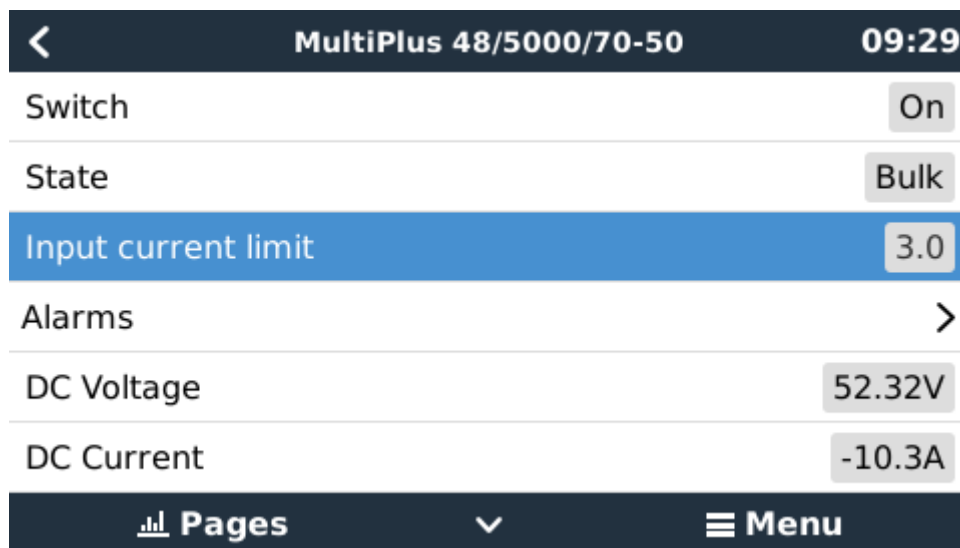 MultiPlus 48/5000/70-50 09:29
Switch On
State Bulk
Input current limit 3.0
Alarms
DC Voltage 52.32V
DC Current -10.3A
Pages Menu